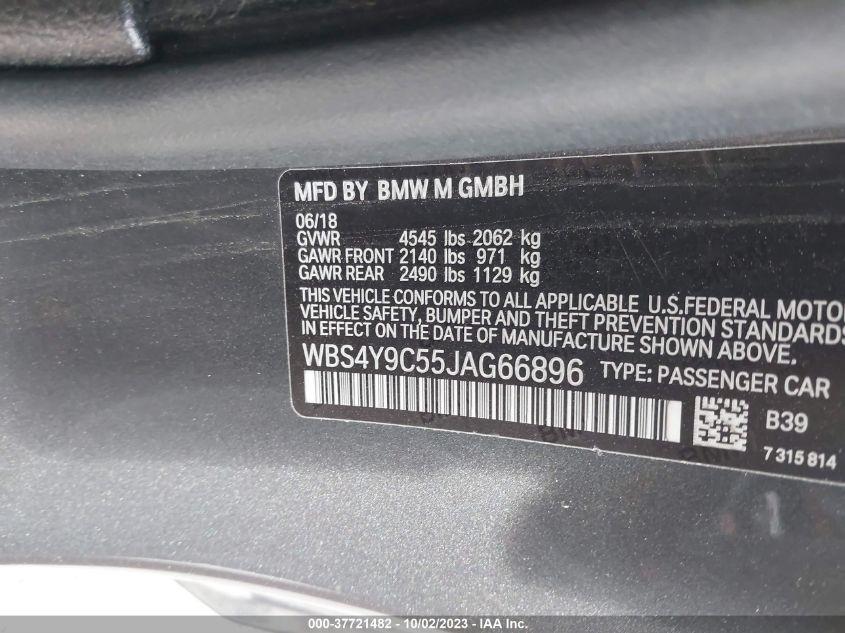 MFD BY BMW M GMBH
06/18
GVWR 4545 lbs 2062 kg
GAWR FRONT 2140 lbs 971 kg
GAWR REAR 2490 lbs 1129 kg
THIS VEHICLE CONFORMS TO ALL APPLICABLE U.S.FEDERAL MOTO
VEHICLE SAFETY, BUMPER AND THEFT PREVENTION STANDARDS
IN EFFECT ON THE DATE OF MANUFACTURE SHOWN ABOVE.
WBS4Y9C55JAG66896 TYPE: PASSENGER CAR
B39
7 315 814
000-37721482 - 10/02/2023 - IAA Inc.